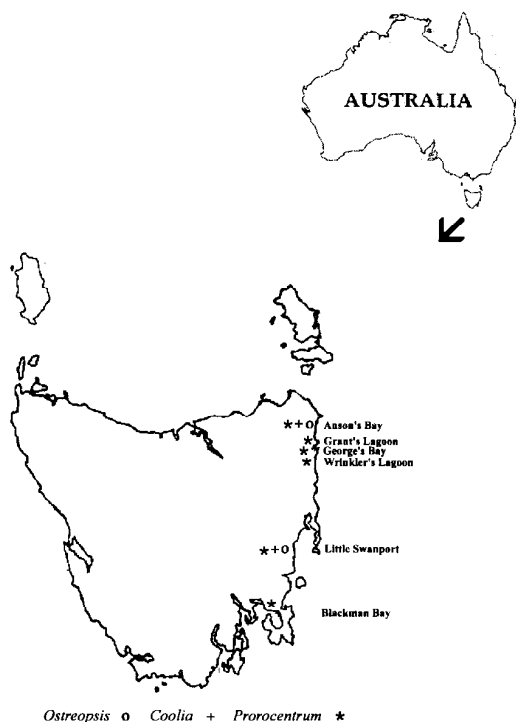 AUSTRALIA
*+o Anson's Bay
* Grant's Lagoon
* George's Bay
* Wrinkler's Lagoon
*+o Little Swanport
*
Blackman Bay
Ostreopsis o Coolia + Prorocentrum *